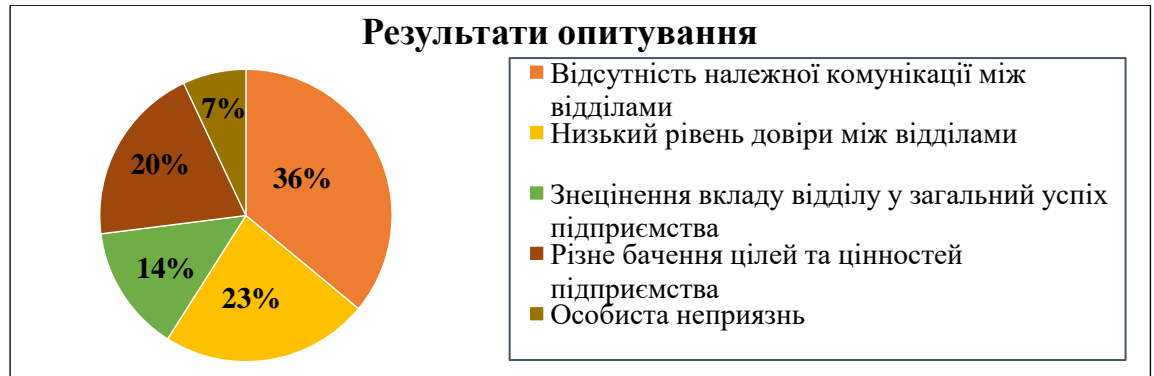 Результати опитування
36%
23%
14%
20%
7%
Відсутність належної комунікації між
відділами
Низький рівень довіри між відділами
Знецінення вкладу відділу у загальний успіх
підприємства
Різне бачення цілей та цінностей
підприємства
Особиста неприязнь